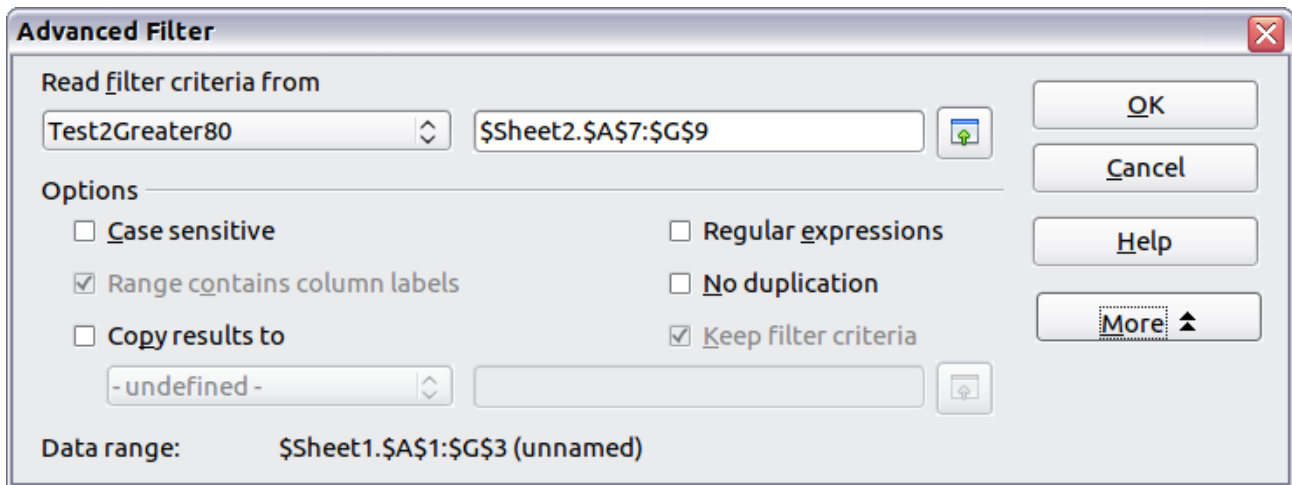 Advanced Filter
Read filter criteria from
Test2Greater80 $Sheet2.$A$7:$G$9
OK
Cancel
Options
Case sensitive Regular expressions
Help
Range contains column labels No duplication
More
Copy results to Keep filter criteria
- undefined -
Data range: $Sheet1.$A$1:$G$3 (unnamed)